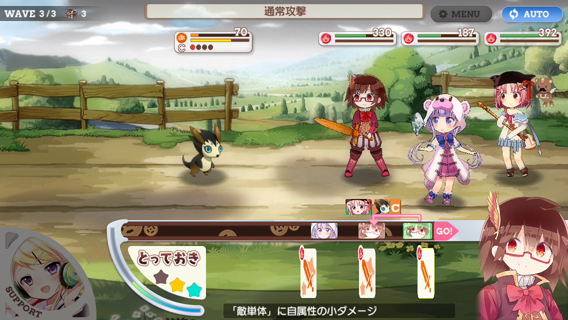 WAVE 3/3 3
通常攻撃
MENU
AUTO
70
C
330
187
392
C
GO!
とっておき
SUPPORT
「敵単体」に自属性の小ダメージ